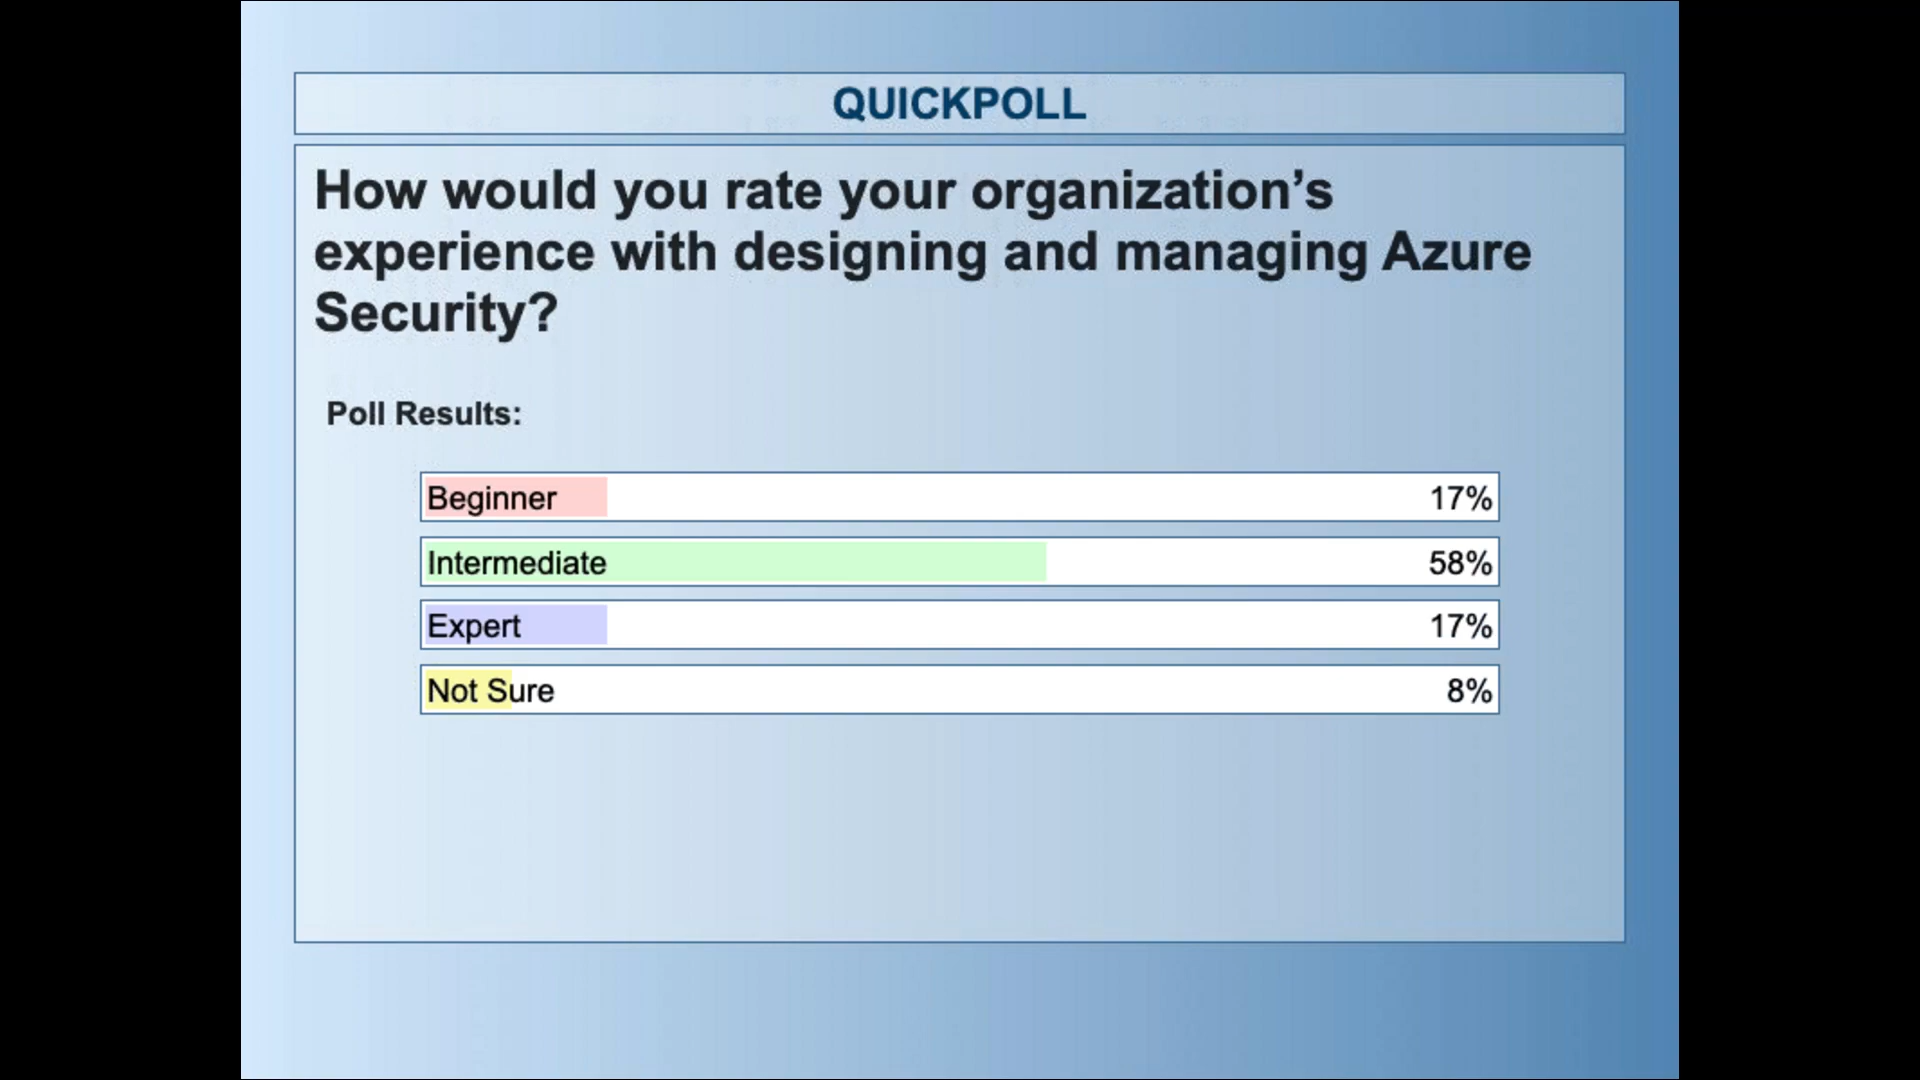 QUICKPOLL
How would you rate your organization’s
experience with designing and managing Azure
Security?
Poll Results:
Beginner 17%
Intermediate 58%
Expert 17%
Not Sure 8%